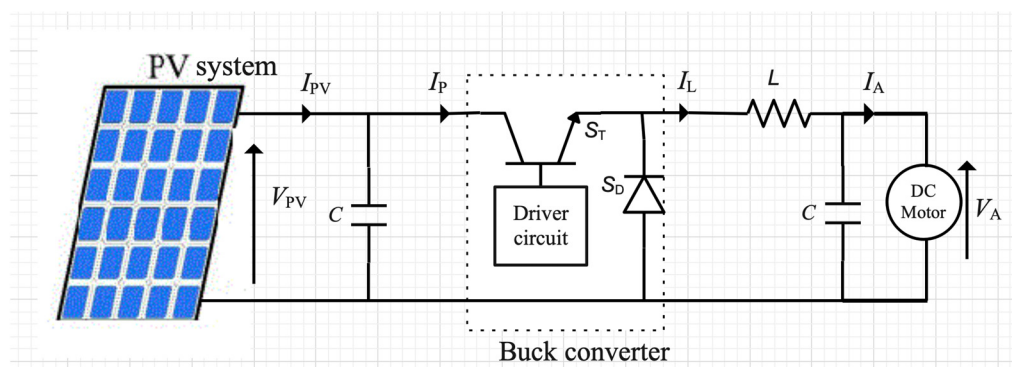 PV system
I_PV
I_P
I_L
L
I_A
S_T
V_PV
C
S_D
Driver
circuit
C
DC
Motor
V_A
Buck converter